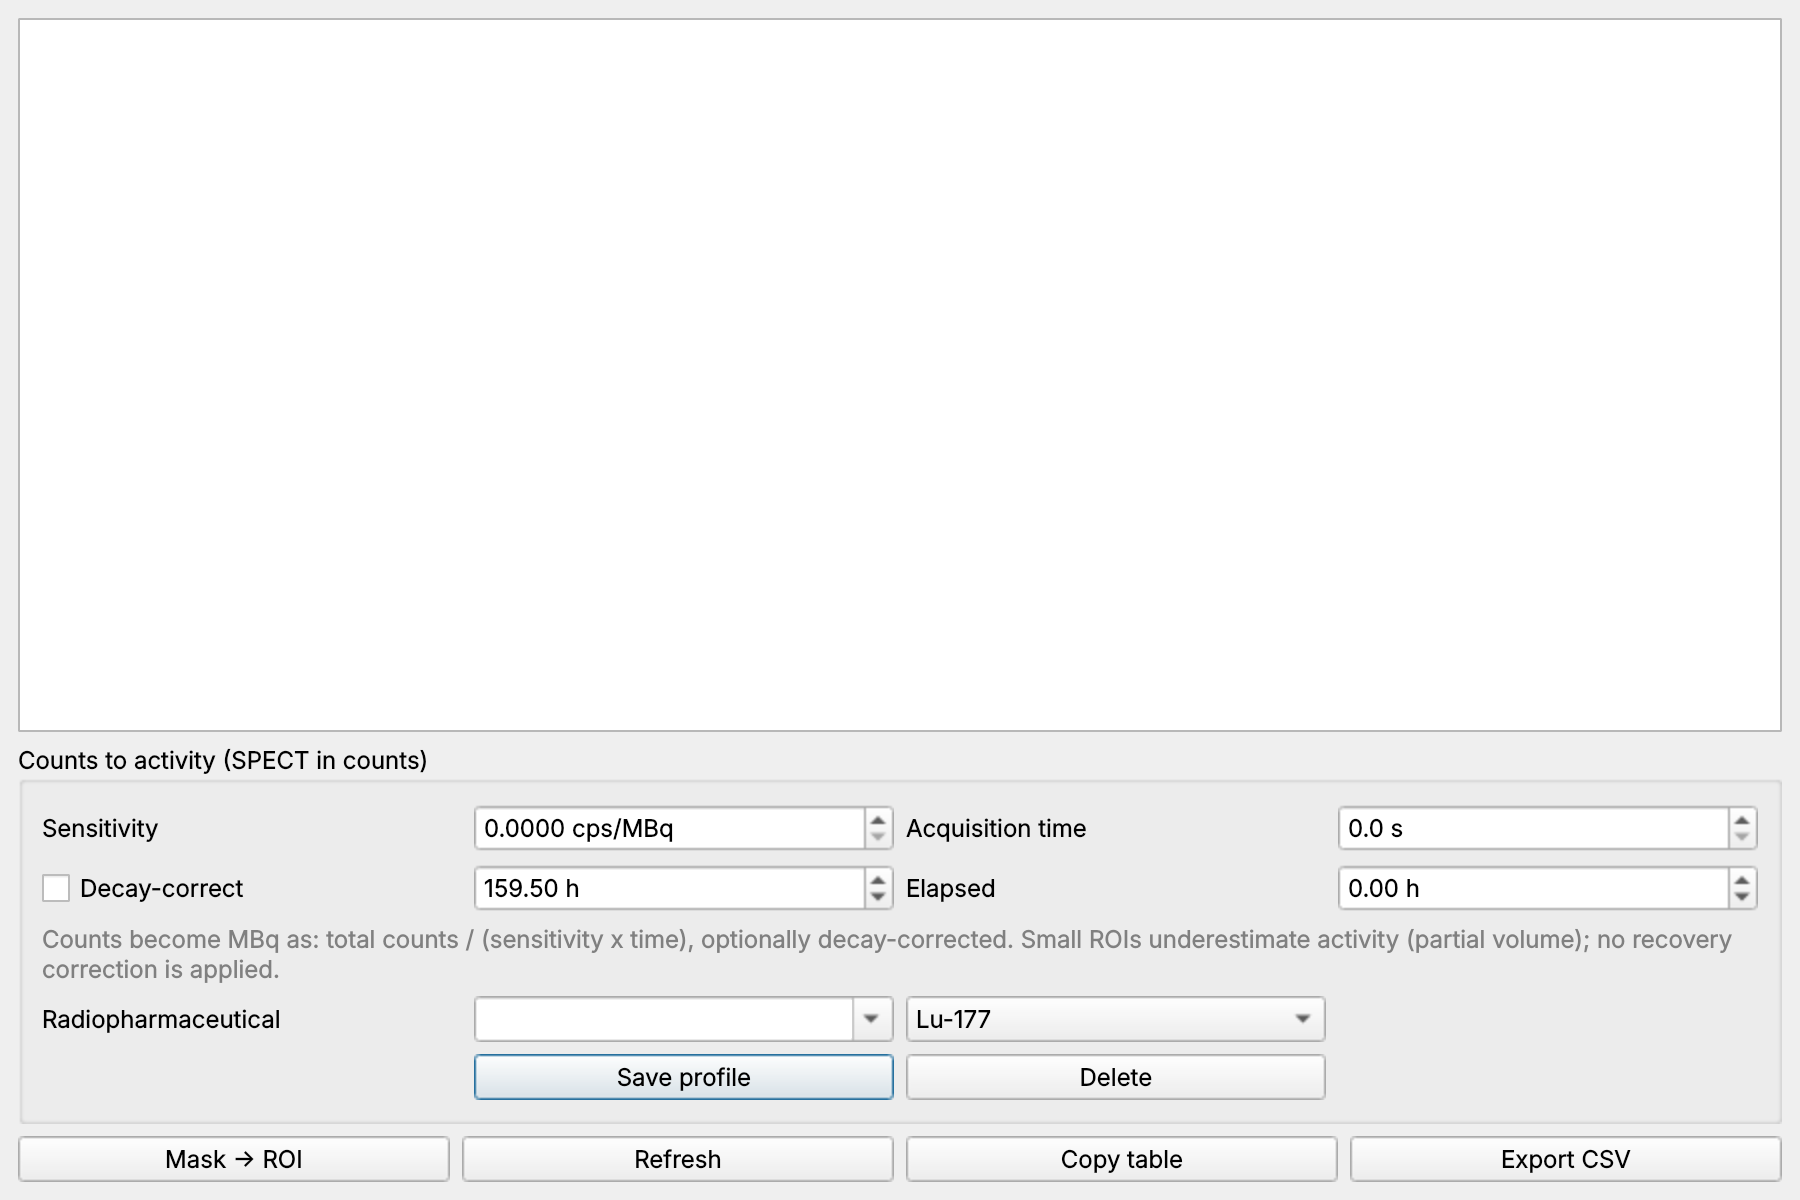 Counts to activity (SPECT in counts)
Sensitivity 0.0000 cps/MBq Acquisition time 0.0 s
Decay-correct 159.50 h Elapsed 0.00 h
Counts become MBq as: total counts / (sensitivity x time), optionally decay-corrected. Small ROIs underestimate activity (partial volume); no recovery
correction is applied.
Radiopharmaceutical Lu-177
Save profile Delete
Mask → ROI Refresh Copy table Export CSV